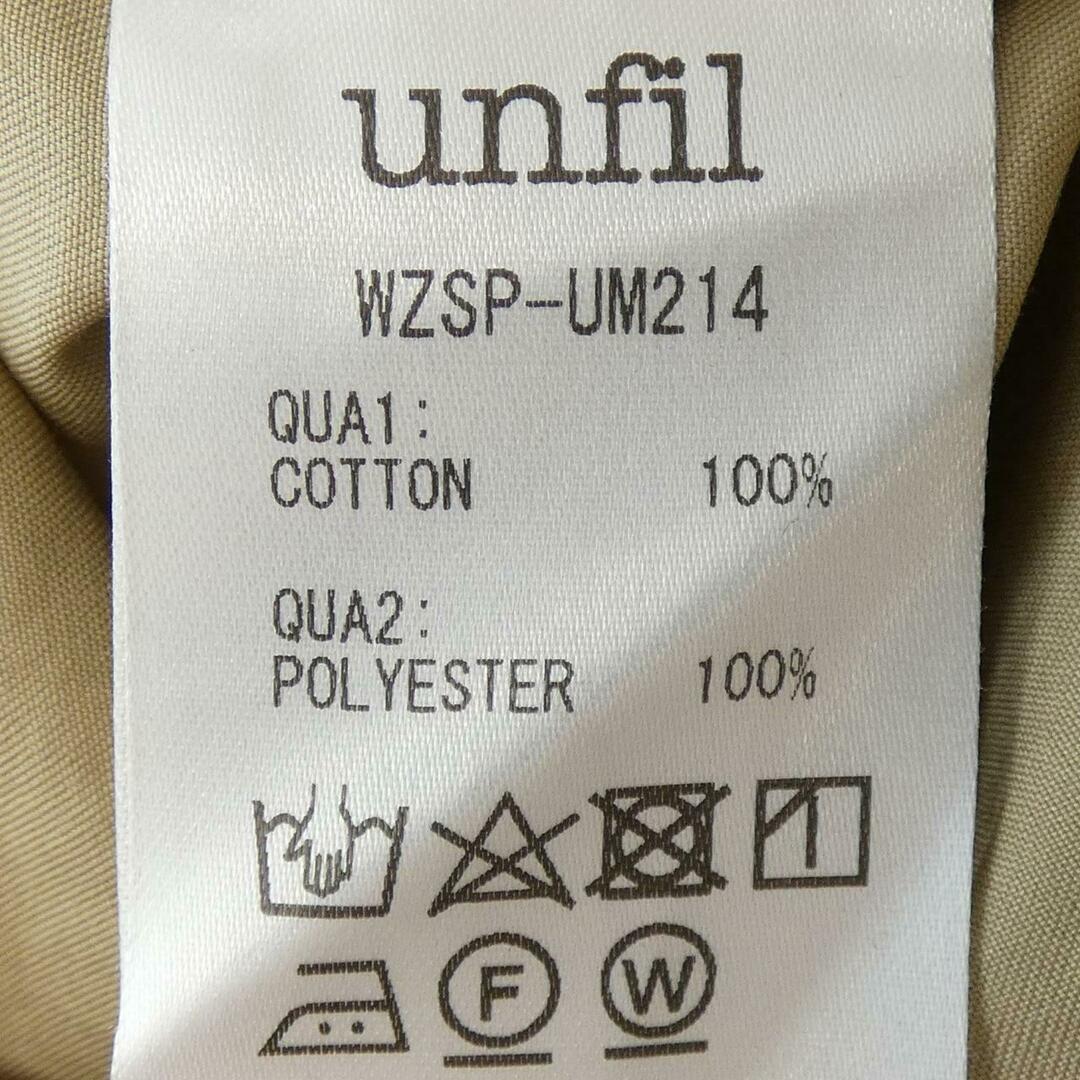 unfil
WZSP-UM214
QUA1:
COTTON 100%
QUA2:
POLYESTER 100%
F W